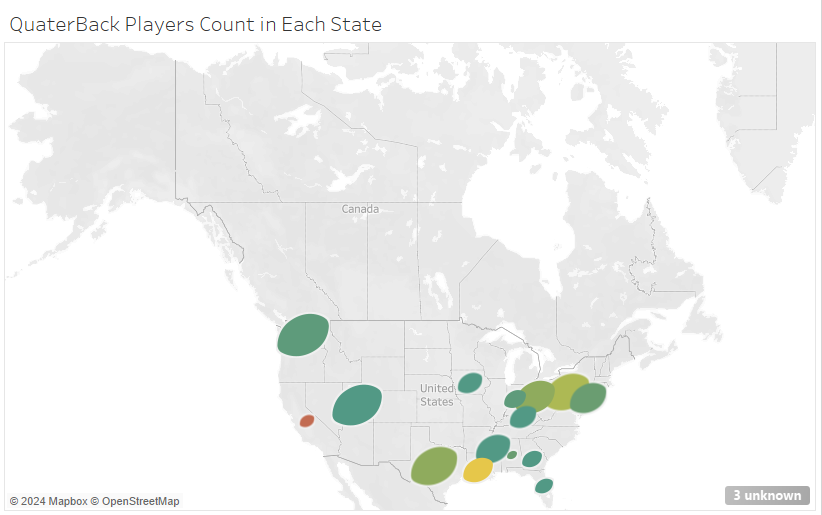 QuaterBack Players Count in Each State
Canada
United
States
© 2024 Mapbox © OpenStreetMap
3 unknown